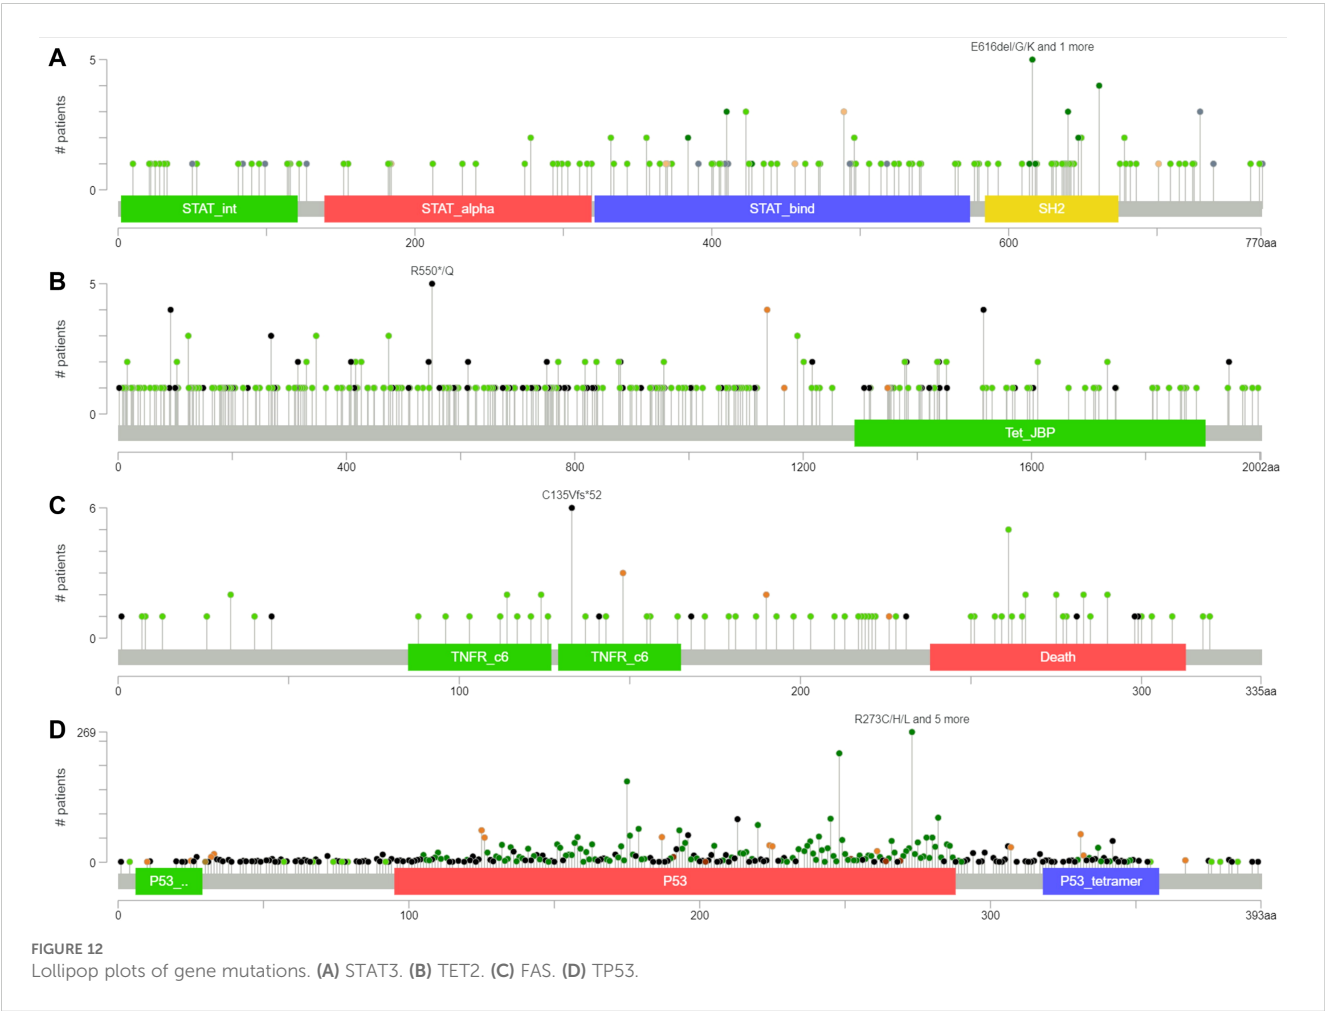 A
E616del/G/K and 1 more
5
# patients
0
STAT_int
STAT_alpha
STAT_bind
SH2
0
200
400
600
770aa
B
R550*/Q
5
# patients
0
Tet_JBP
0
400
800
1200
1600
2002aa
C
C135Vfs*52
6
# patients
0
TNFR_c6
TNFR_c6
Death
0
100
200
300
335aa
D
R273C/H/L and 5 more
269
# patients
0
P53_..
P53
P53_tetramer
0
100
200
300
393aa
FIGURE 12
Lollipop plots of gene mutations. (A) STAT3. (B) TET2. (C) FAS. (D) TP53.